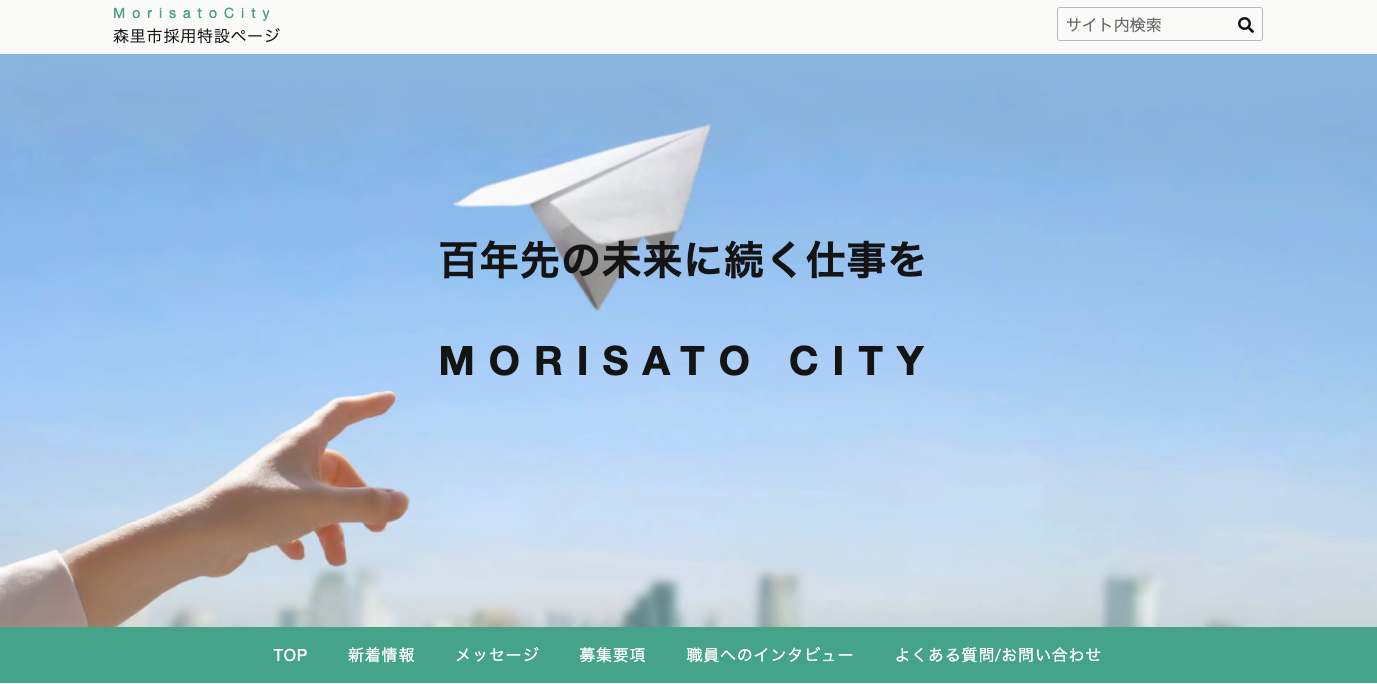 MorisatoCity
森里市採用特設ページ
サイト内検索
百年先の未来に続く仕事を
MORISATO CITY
TOP 新着情報 メッセージ 募集要項 職員へのインタビュー よくある質問/お問い合わせ